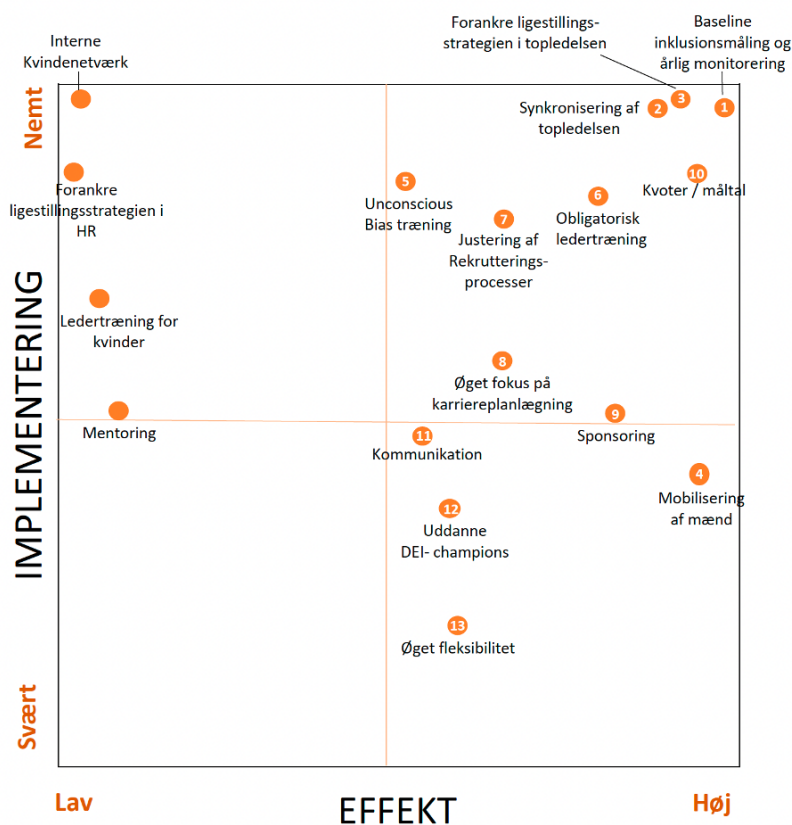 Forankre ligestillings-
strategien i topledelsen
Baseline
inklusionsmåling og
årlig monitorering
Interne
Kvindenetværk
Nemt
3
2
1
Synkronisering af
topledelsen
Forankre
ligestillingsstrategien i
HR
5
Unconscious
Bias træning
7
Justering af
Rekrutterings-
processer
6
Obligatorisk
ledertræning
10
Kvoter / måltal
Ledertræning for
kvinder
8
Øget fokus på
karriereplanlægning
Mentoring
9
Sponsoring
11
Kommunikation
4
Mobilisering
af mænd
12
Uddanne
DEI- champions
13
Øget fleksibilitet
IMPLEMENTERING
Svært
Lav
EFFEKT
Høj